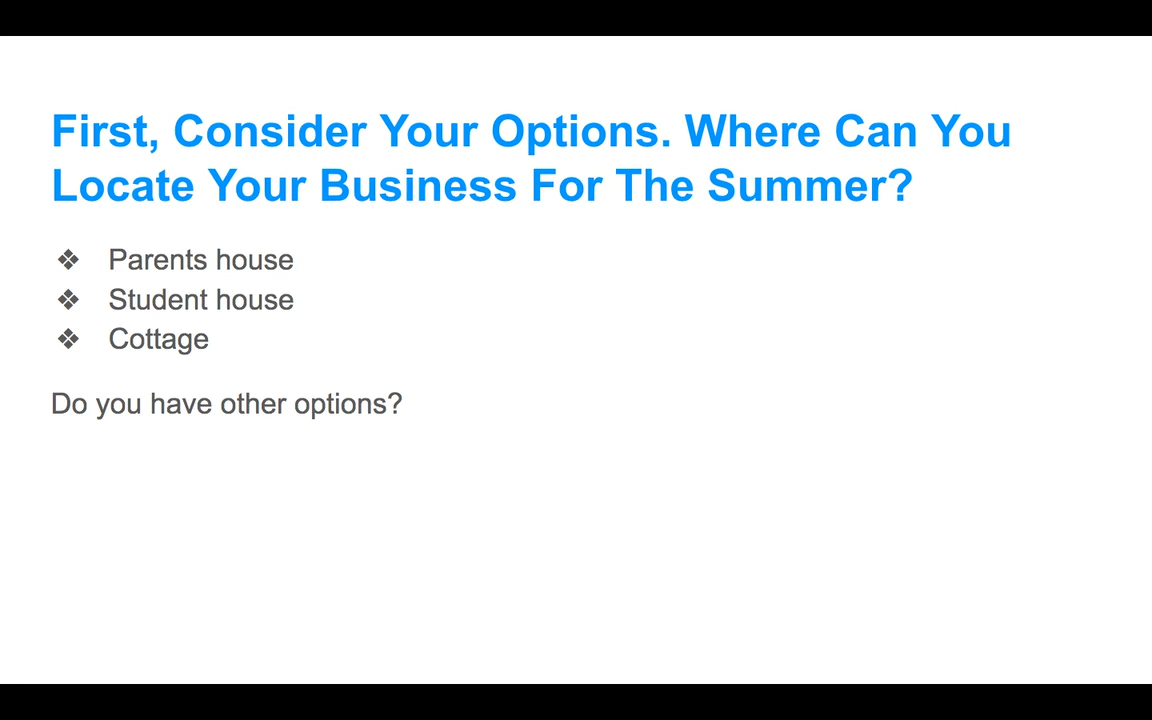 First, Consider Your Options. Where Can You
Locate Your Business For The Summer?
❖ Parents house
❖ Student house
❖ Cottage
Do you have other options?